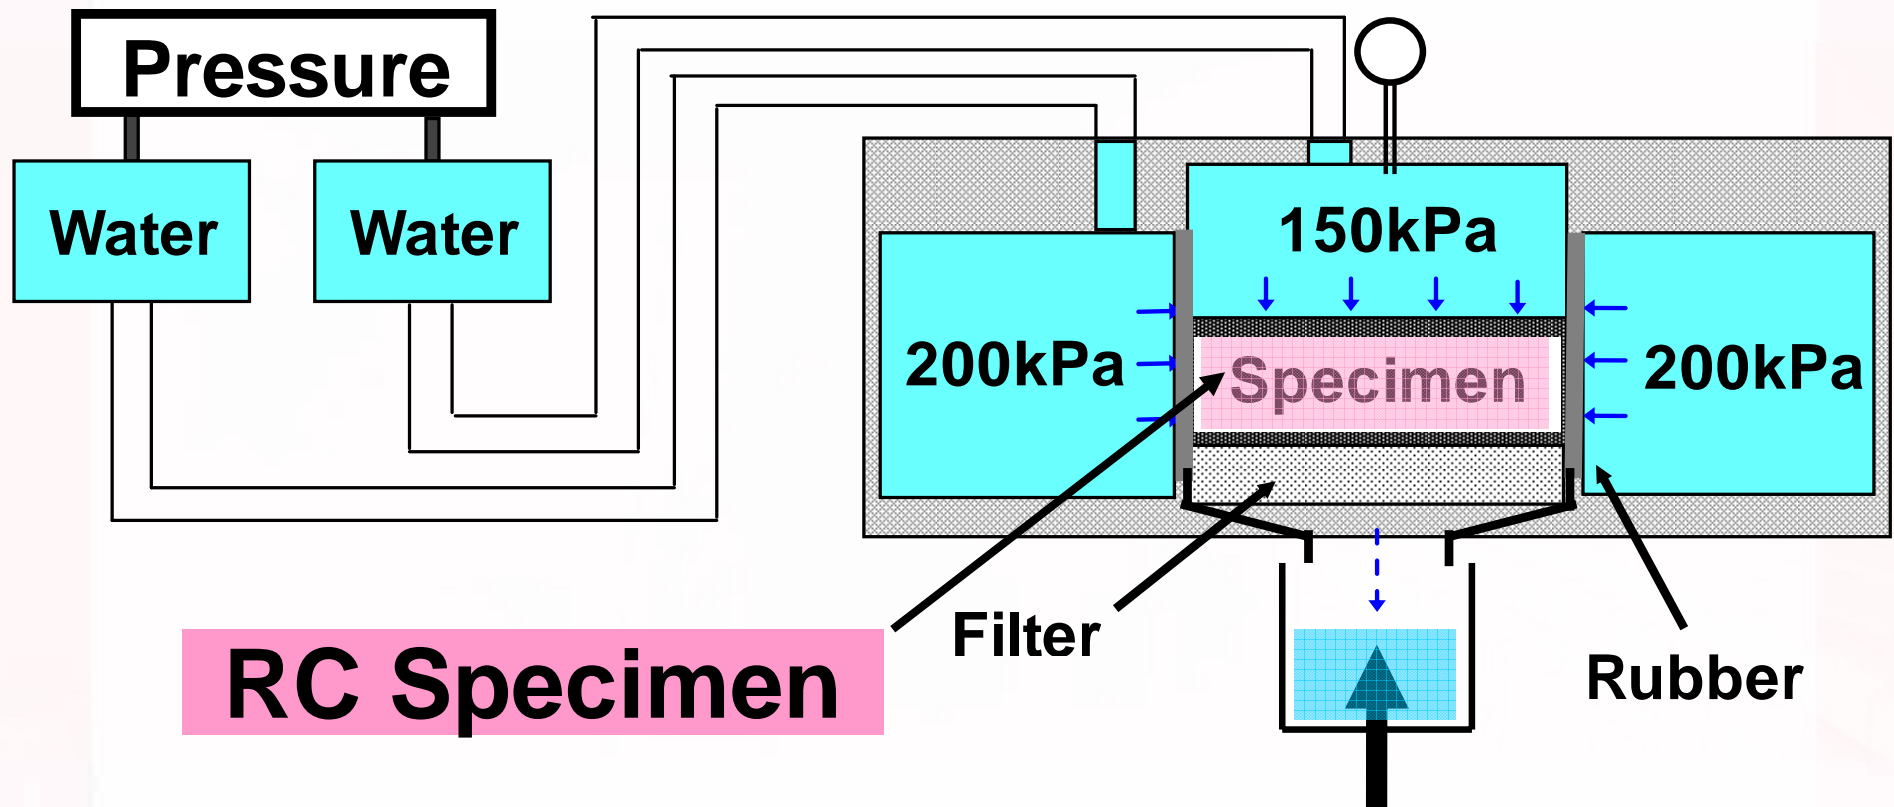 Pressure
Water
Water
150kPa
200kPa
Specimen
200kPa
RC Specimen
Filter
Rubber